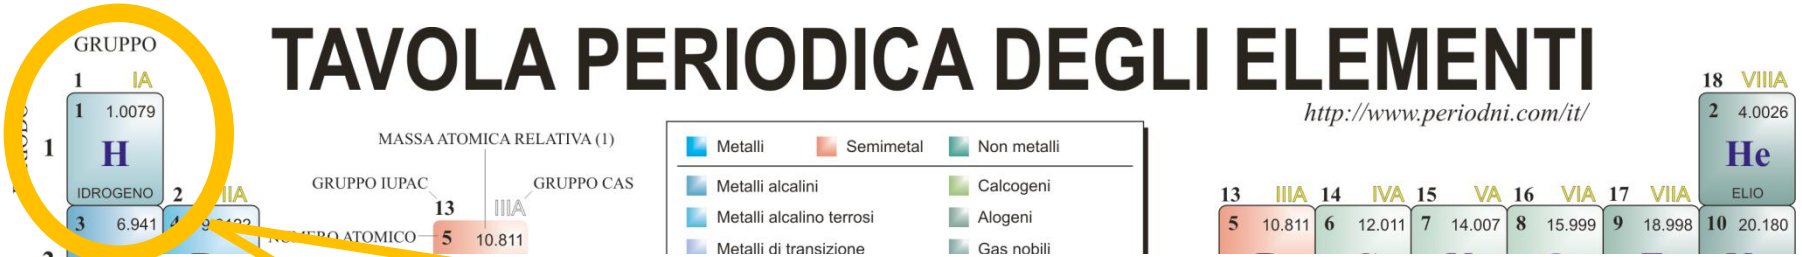 GRUPPO
TAVOLA PERIODICA DEGLI ELEMENTI
http://www.periodni.com/it/
1 IA
18 VIIIA
1 1.0079
H
IDROGENO
1
2 4.0026
He
ELIO
MASSA ATOMICA RELATIVA (1)
GRUPPO IUPAC
GRUPPO CAS
13 IIIA
NUMERO ATOMICO
5 10.811
Metalli
Semimetal
Non metalli
Metalli alcalini
Calcogeni
Metalli alcalino terrosi
Alogeni
Metalli di transizione
Gas nobili
2 IIA
13 IIIA
14 IVA
15 VA
16 VIA
17 VIIA
3 6.941
4
5 10.811
6 12.011
7 14.007
8 15.999
9 18.998
10 20.180